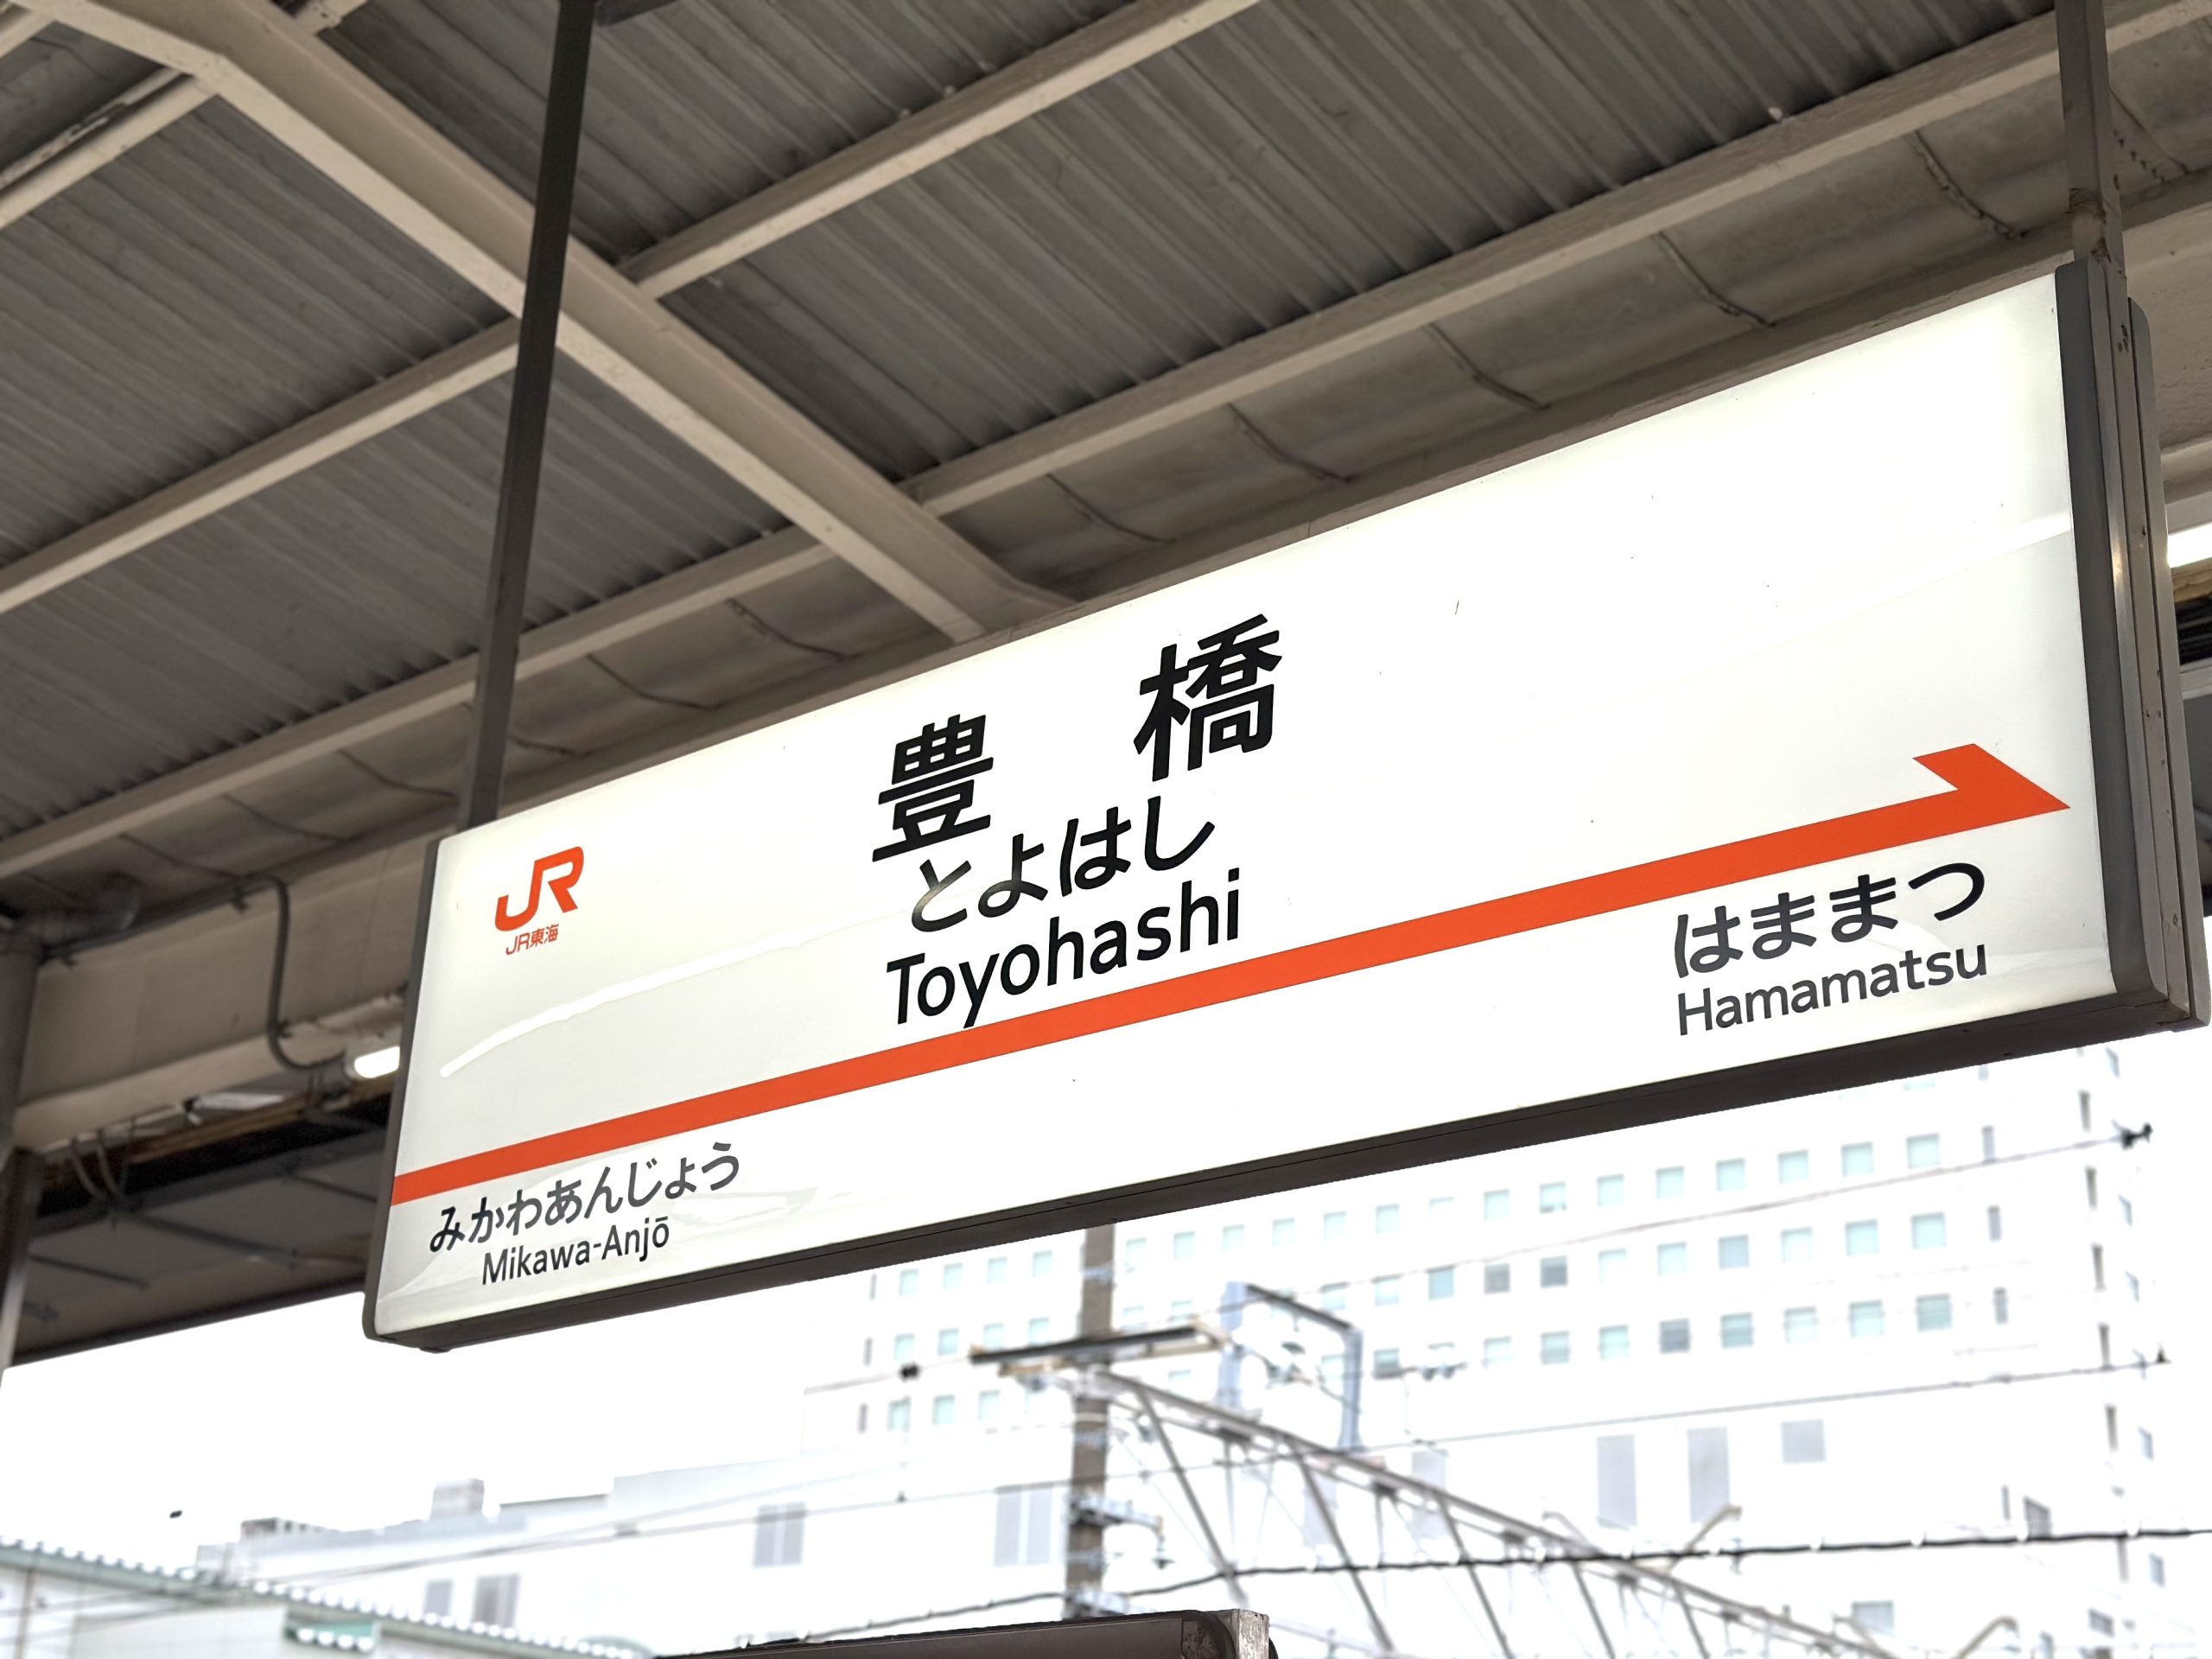 JR
JR東海
豊橋
とよはし
Toyohashi
みかわあんじょう
Mikawa-Anjō
はままつ
Hamamatsu